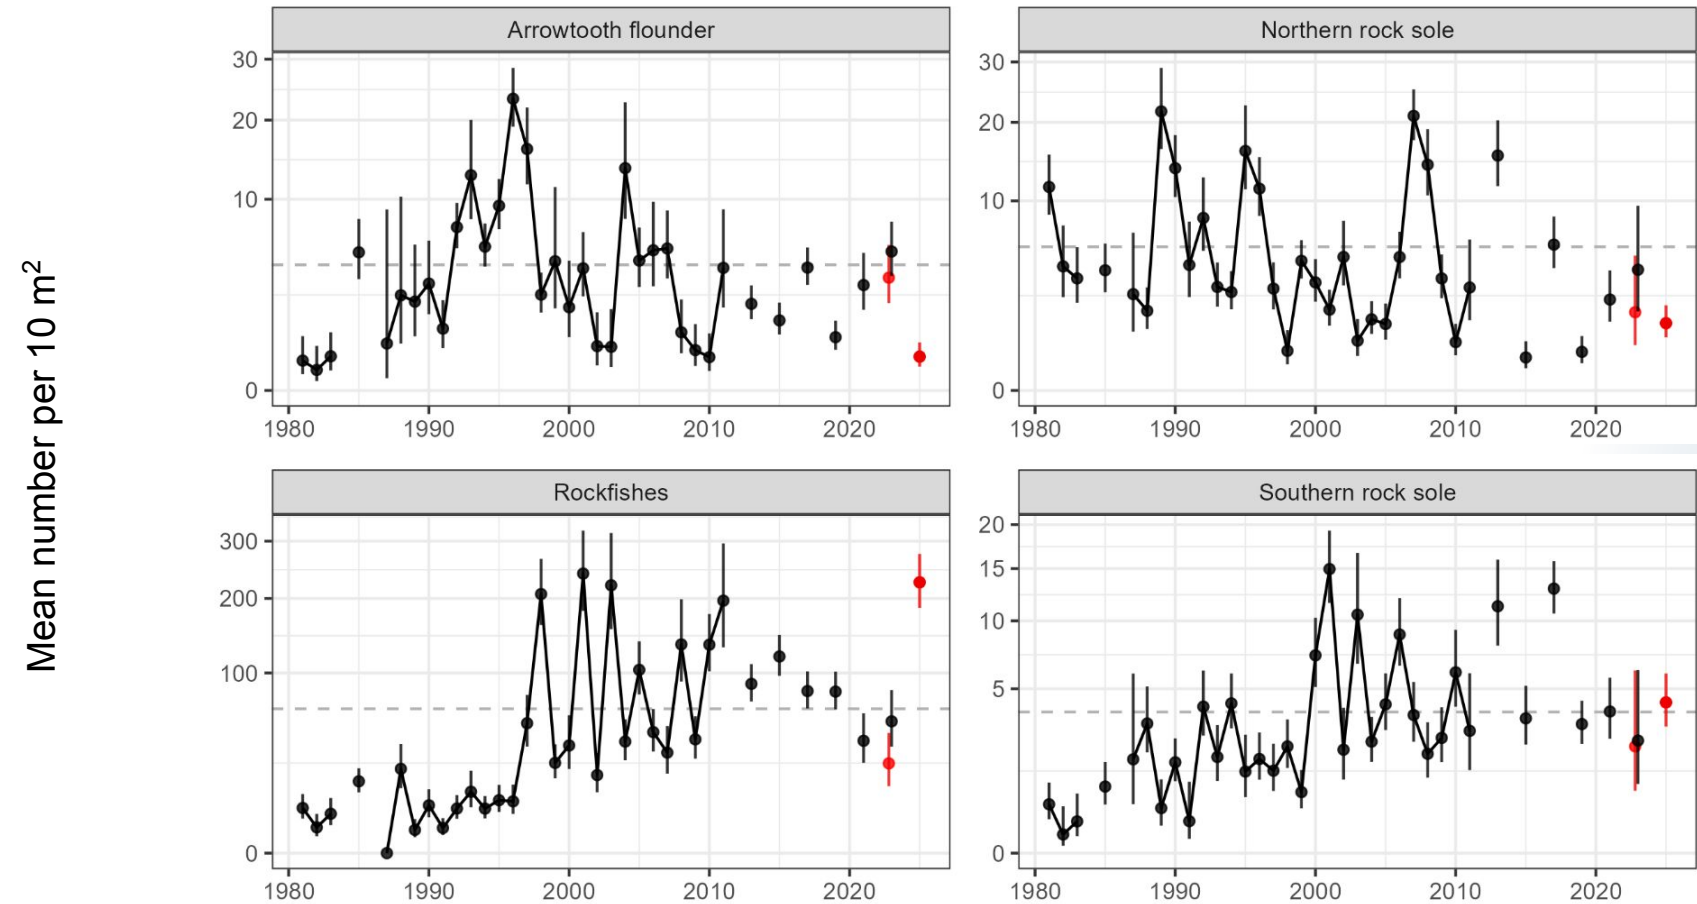 Mean number per 10 m²
Arrowtooth flounder
30
20
10
0
1980 1990 2000 2010 2020
Northern rock sole
30
20
10
0
1980 1990 2000 2010 2020
Rockfishes
300
200
100
0
1980 1990 2000 2010 2020
Southern rock sole
20
15
10
5
0
1980 1990 2000 2010 2020